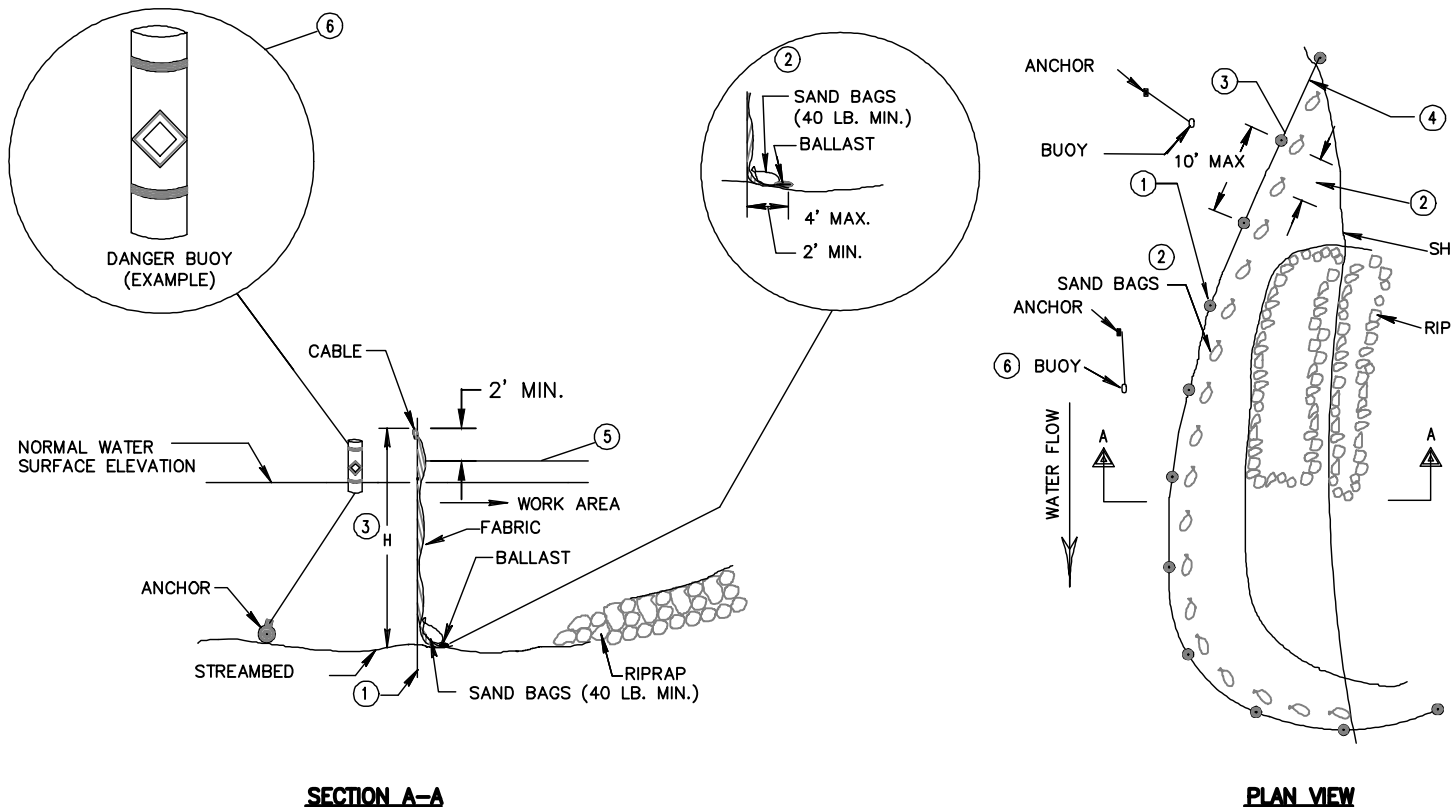 6
DANGER BUOY
(EXAMPLE)
2
SAND BAGS
(40 LB. MIN.)
BALLAST
4' MAX.
2' MIN.
CABLE
2' MIN.
5
NORMAL WATER
SURFACE ELEVATION
WORK AREA
3
H
FABRIC
BALLAST
ANCHOR
STREAMBED
RIPRAP
1
SAND BAGS (40 LB. MIN.)
SECTION A-A
ANCHOR
3
4
BUOY
10' MAX
1
2
SH
2
SAND BAGS
ANCHOR
RIP
6 BUOY
WATER FLOW
A
A
PLAN VIEW